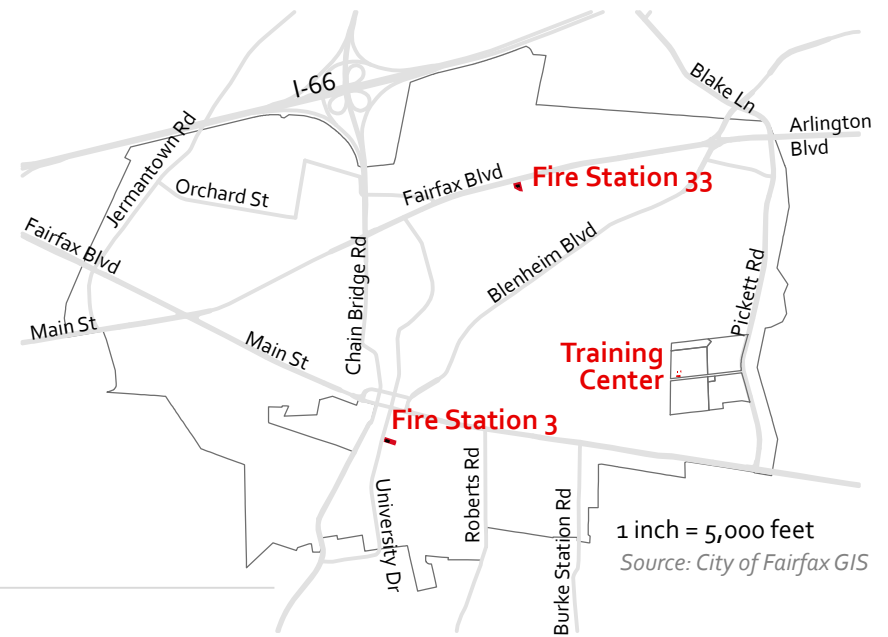 I-66
Blake Ln
Arlington
Blvd
Jermantown Rd
Orchard St
Fairfax Blvd
Fire Station 33
Fairfax Blvd
Blenheim Blvd
Chain Bridge Rd
Pickett Rd
Main St
Main St
Training
Center
Fire Station 3
University Dr
Roberts Rd
Burke Station Rd
1 inch = 5,000 feet
Source: City of Fairfax GIS